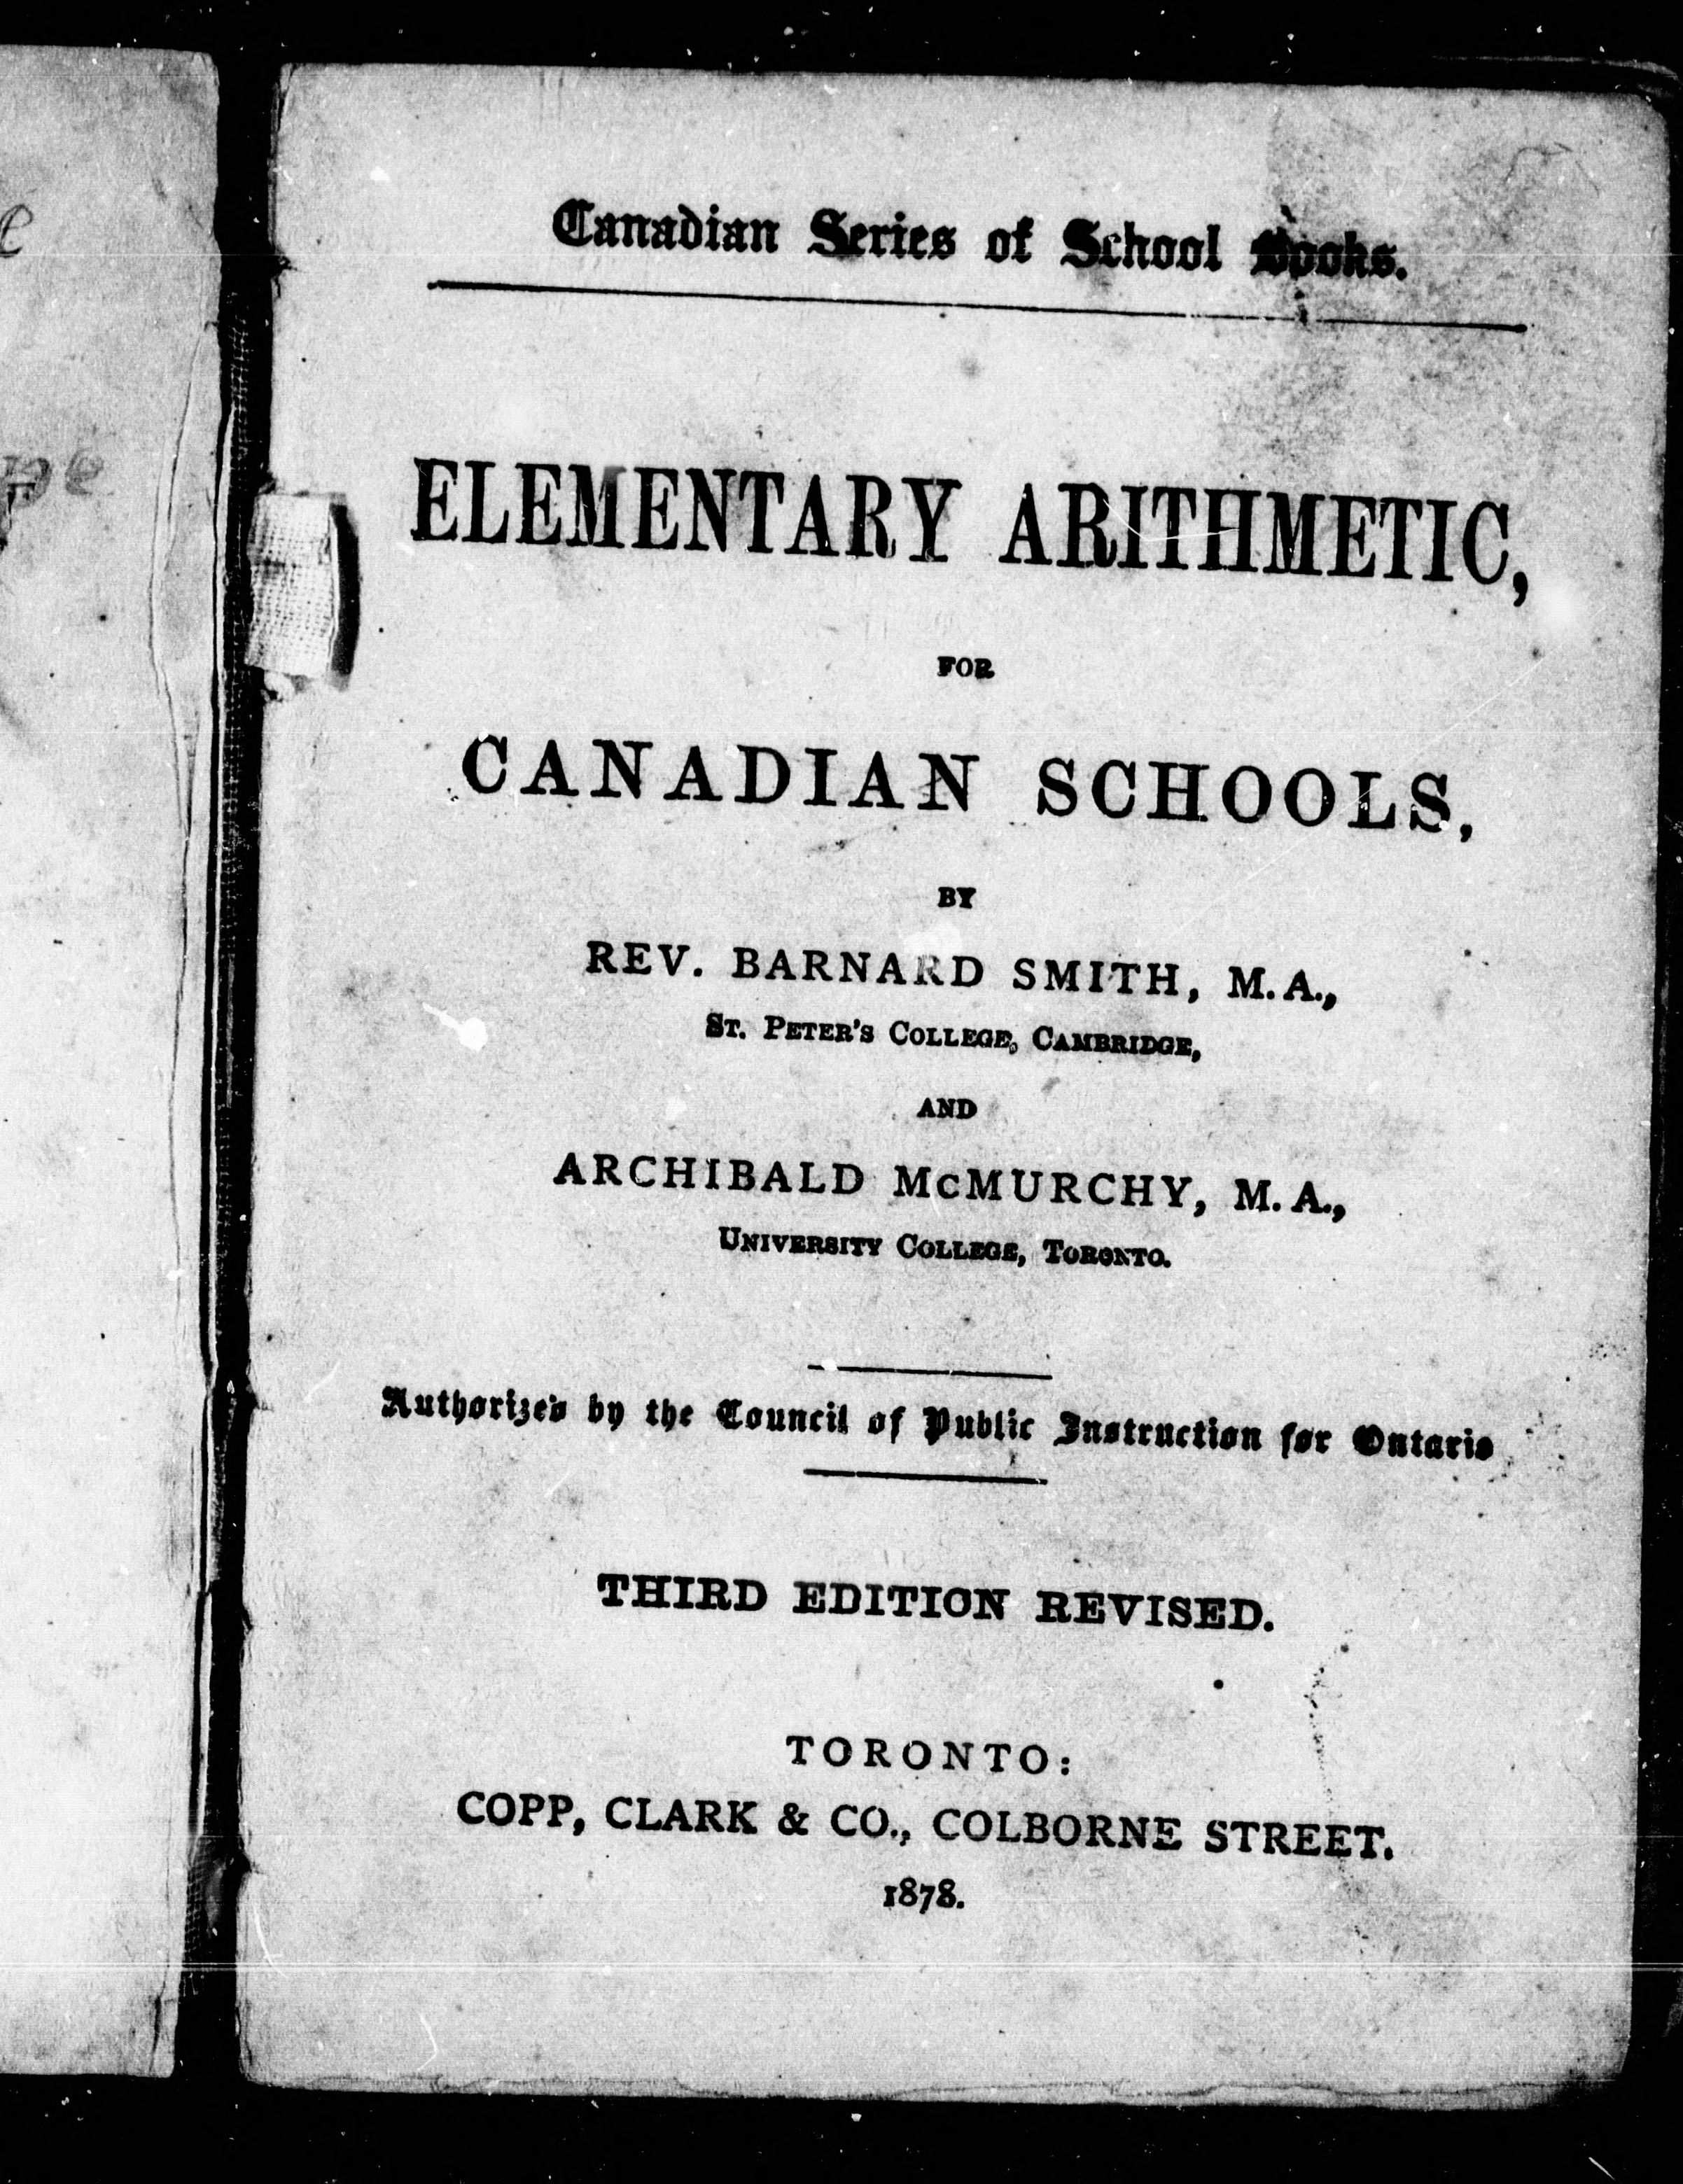 Canadian Series of School Books.
ELEMENTARY ARITHMETIC,
FOR
CANADIAN SCHOOLS,
BY
REV. BARNARD SMITH, M.A.,
ST. PETER'S COLLEGE, CAMBRIDGE,
AND
ARCHIBALD McMURCHY, M.A.,
UNIVERSITY COLLEGE, TORONTO.
Authorized by the Council of Public Instruction for Ontario
THIRD EDITION REVISED.
TORONTO:
COPP, CLARK & CO., COLBORNE STREET.
1878.